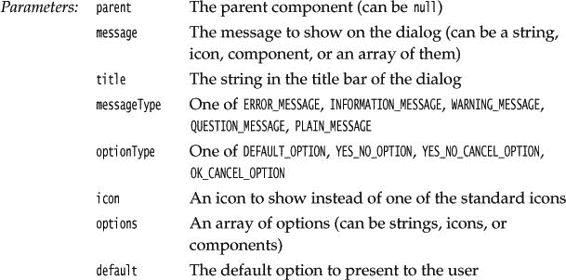 Parameters: parent The parent component (can be null)
message The message to show on the dialog (can be a string,
icon, component, or an array of them)
title The string in the title bar of the dialog
messageType One of ERROR_MESSAGE, INFORMATION_MESSAGE, WARNING_MESSAGE,
QUESTION_MESSAGE, PLAIN_MESSAGE
optionType One of DEFAULT_OPTION, YES_NO_OPTION, YES_NO_CANCEL_OPTION,
OK_CANCEL_OPTION
icon An icon to show instead of one of the standard icons
options An array of options (can be strings, icons, or
components)
default The default option to present to the user